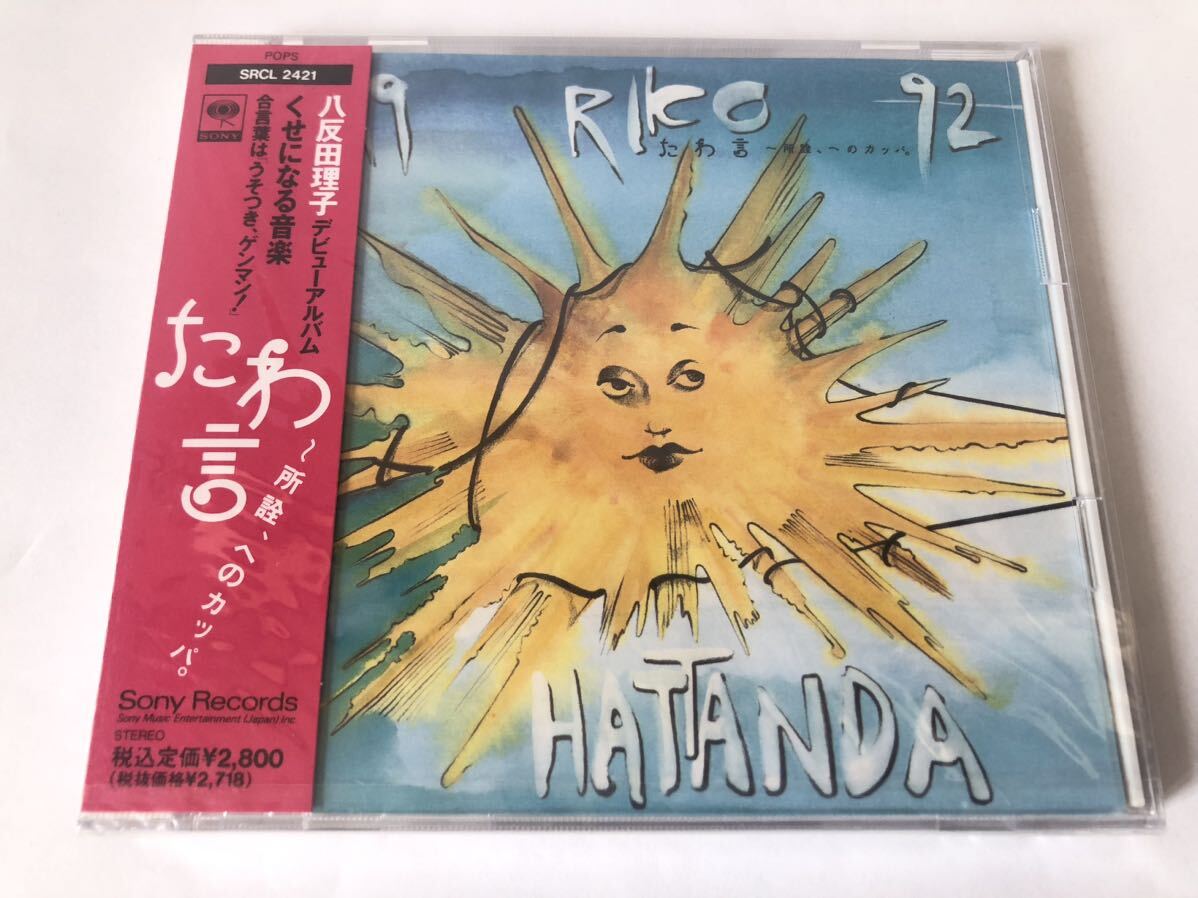 POPS
SRCL 2421
SONY
八反田理子 デビューアルバム
くせになる音楽
合言葉は「うそつき、ゲンマン!」
たわ言
〜所詮、へのカッパ。
Sony Records
Sony Music Entertainment (Japan) Inc.
STEREO
税込定価¥2,800
(税抜価格¥2,718)
19 RIKO 92
たわ言 〜所詮、へのカッパ。
HATANDA